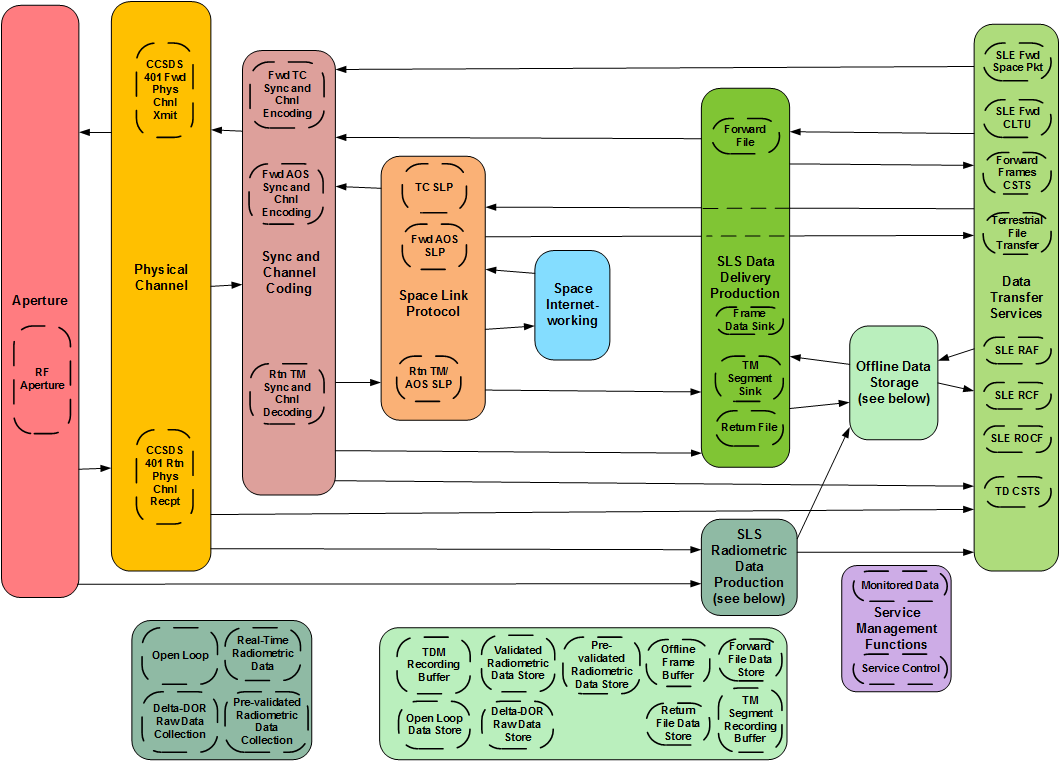 Aperture
RF
Aperture
CCSDS
401 Fwd
Phys
Chnl
Xmit
Physical
Channel
CCSDS
401 Rtn
Phys
Chnl
Recpt
Fwd TC
Sync and
Chnl
Encoding
Fwd AOS
Sync and
Chnl
Encoding
Sync and
Channel
Coding
Rtn TM
Sync and
Chnl
Decoding
TC SLP
Fwd AOS
SLP
Space Link
Protocol
Rtn TM/
AOS SLP
Space
Internet-
working
Forward
File
SLS Data
Delivery
Production
Frame
Data Sink
TM
Segment
Sink
Return File
Offline Data
Storage
(see below)
SLE Fwd
Space Pkt
SLE Fwd
CLTU
Forward
Frames
CSTS
Terrestrial
File
Transfer
Data
Transfer
Services
SLE RAF
SLE RCF
SLE ROCF
TD CSTS
SLS
Radiometric
Data
Production
(see below)
Monitored Data
Service
Management
Functions
Service Control
Open Loop
Real-Time
Radiometric
Data
Delta-DOR
Raw Data
Collection
Pre-validated
Radiometric
Data
Collection
TDM
Recording
Buffer
Validated
Radiometric
Data Store
Pre-
validated
Radiometric
Data Store
Offline
Frame
Buffer
Forward
File Data
Store
Open Loop
Data Store
Delta-DOR
Raw Data
Store
Return
File Data
Store
TM
Segment
Recording
Buffer